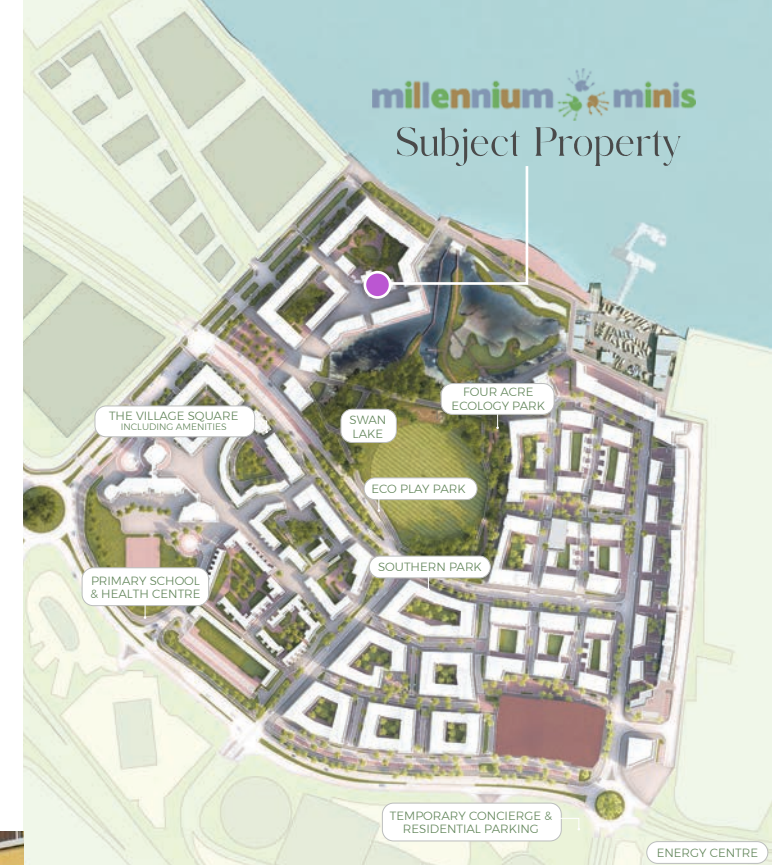 millennium minis
Subject Property
FOUR ACRE
ECOLOGY PARK
THE VILLAGE SQUARE
INCLUDING AMENITIES
SWAN
LAKE
ECO PLAY PARK
SOUTHERN PARK
PRIMARY SCHOOL
& HEALTH CENTRE
TEMPORARY CONCIERGE &
RESIDENTIAL PARKING
ENERGY CENTRE